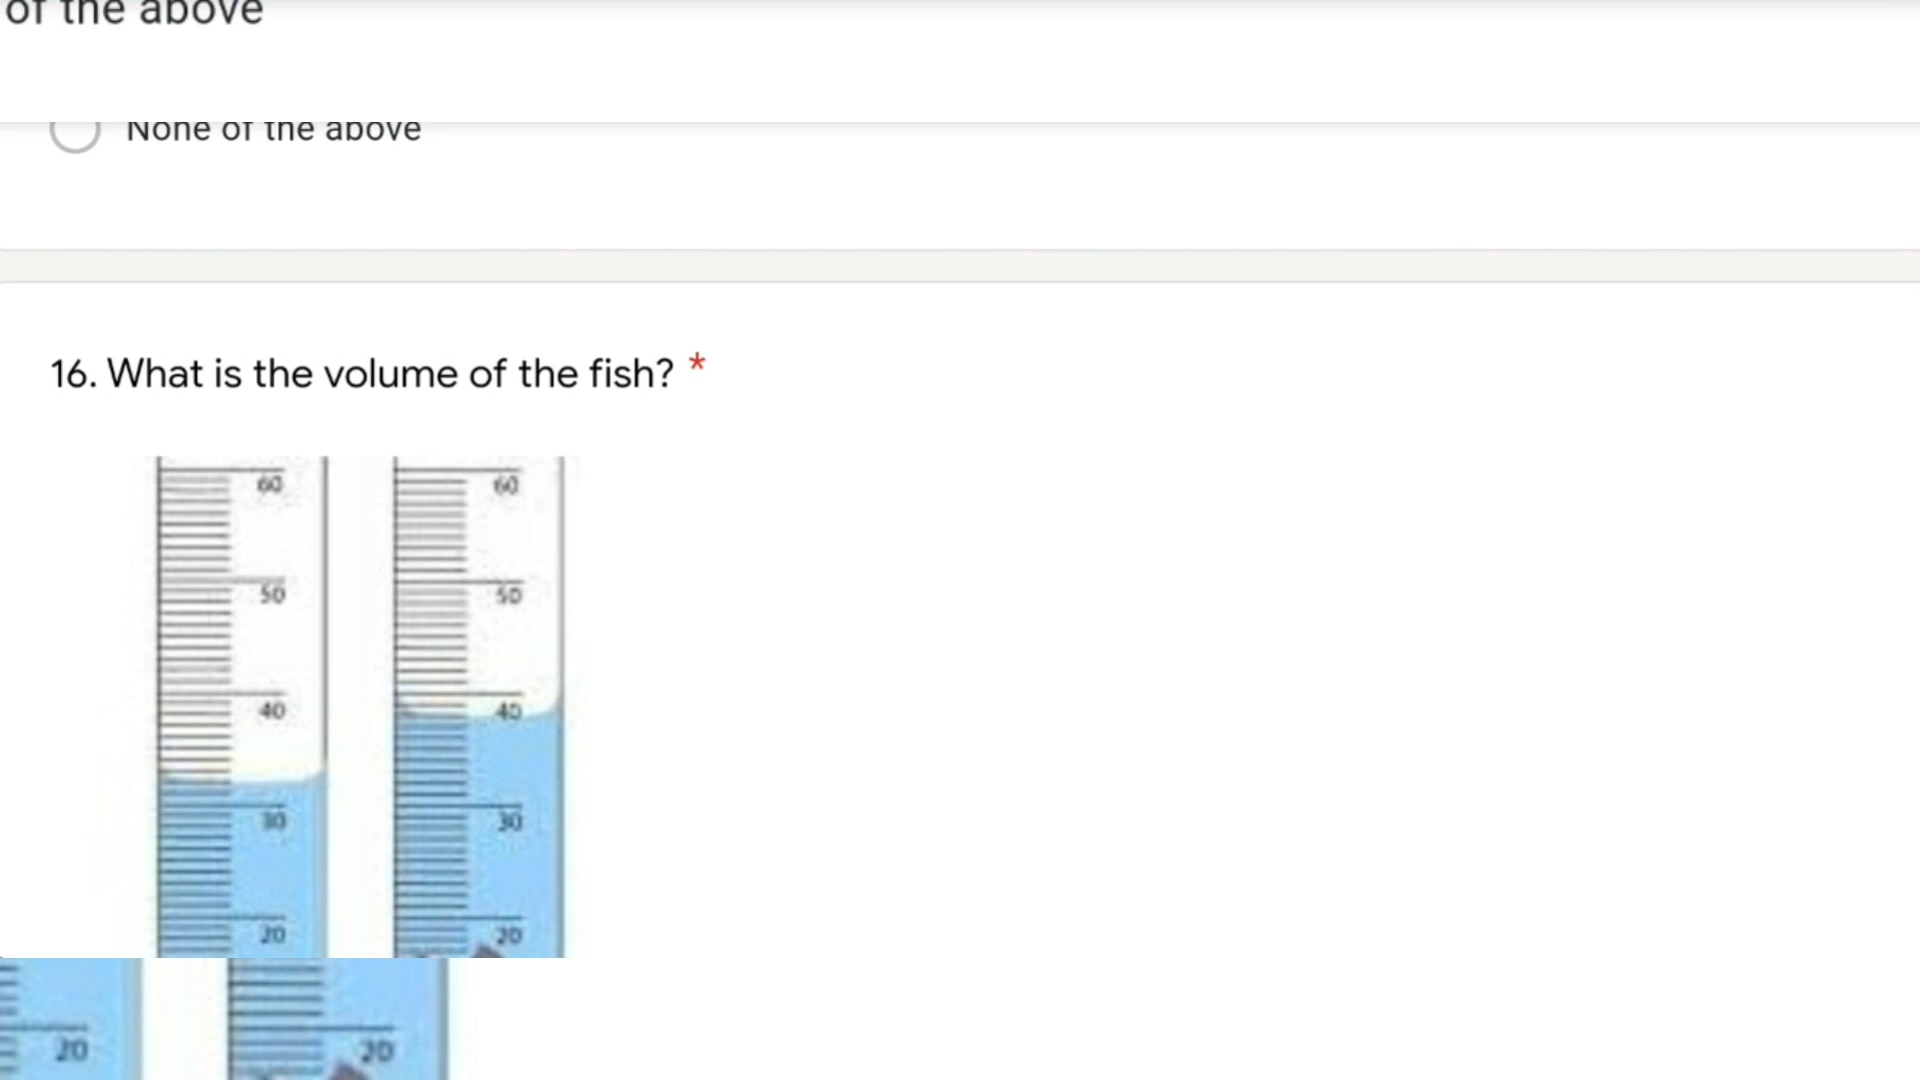 of the above
None of the above
16. What is the volume of the fish? *
60 60
50 50
40 40
30 30
20 20
20 20